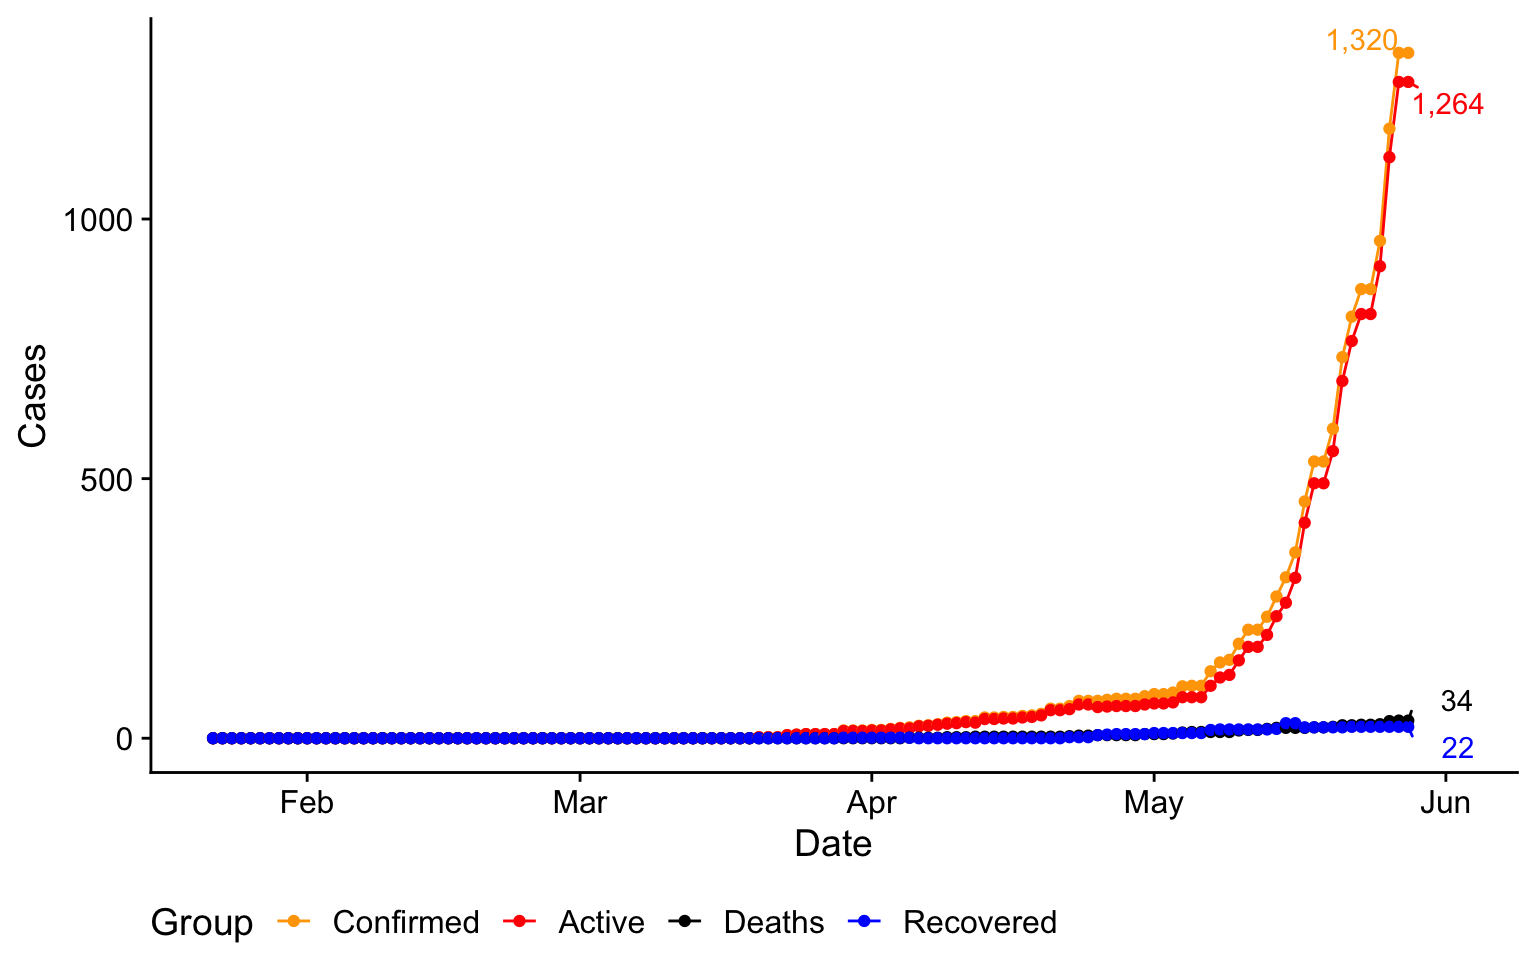 1,320
1,264
1000
500
0
34
22
Cases
Feb Mar Apr May Jun
Date
Group Confirmed Active Deaths Recovered